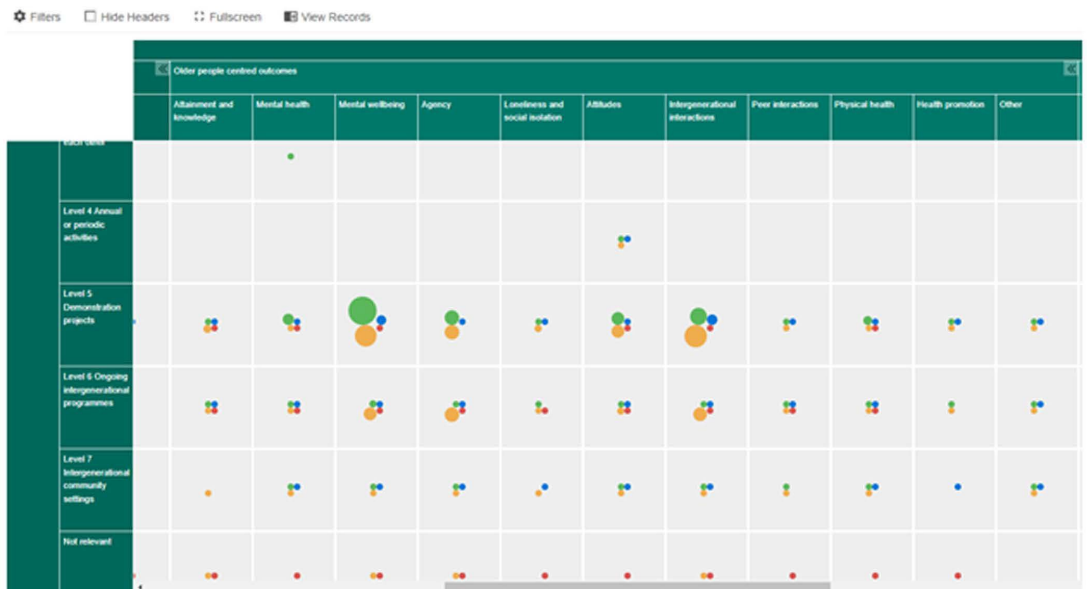 Filters Hide Headers Fullscreen View Records
Older people centred outcomes
Attainment and knowledge
Mental health
Mental wellbeing
Agency
Loneliness and social isolation
Attitudes
Intergenerational interactions
Peer interactions
Physical health
Health promotion
Other
each other
Level 4 Annual
or periodic
activities
Level 5
Demonstration
projects
Level 6 Ongoing
intergenerational
programmes
Level 7
Intergenerational
community
settings
Not relevant